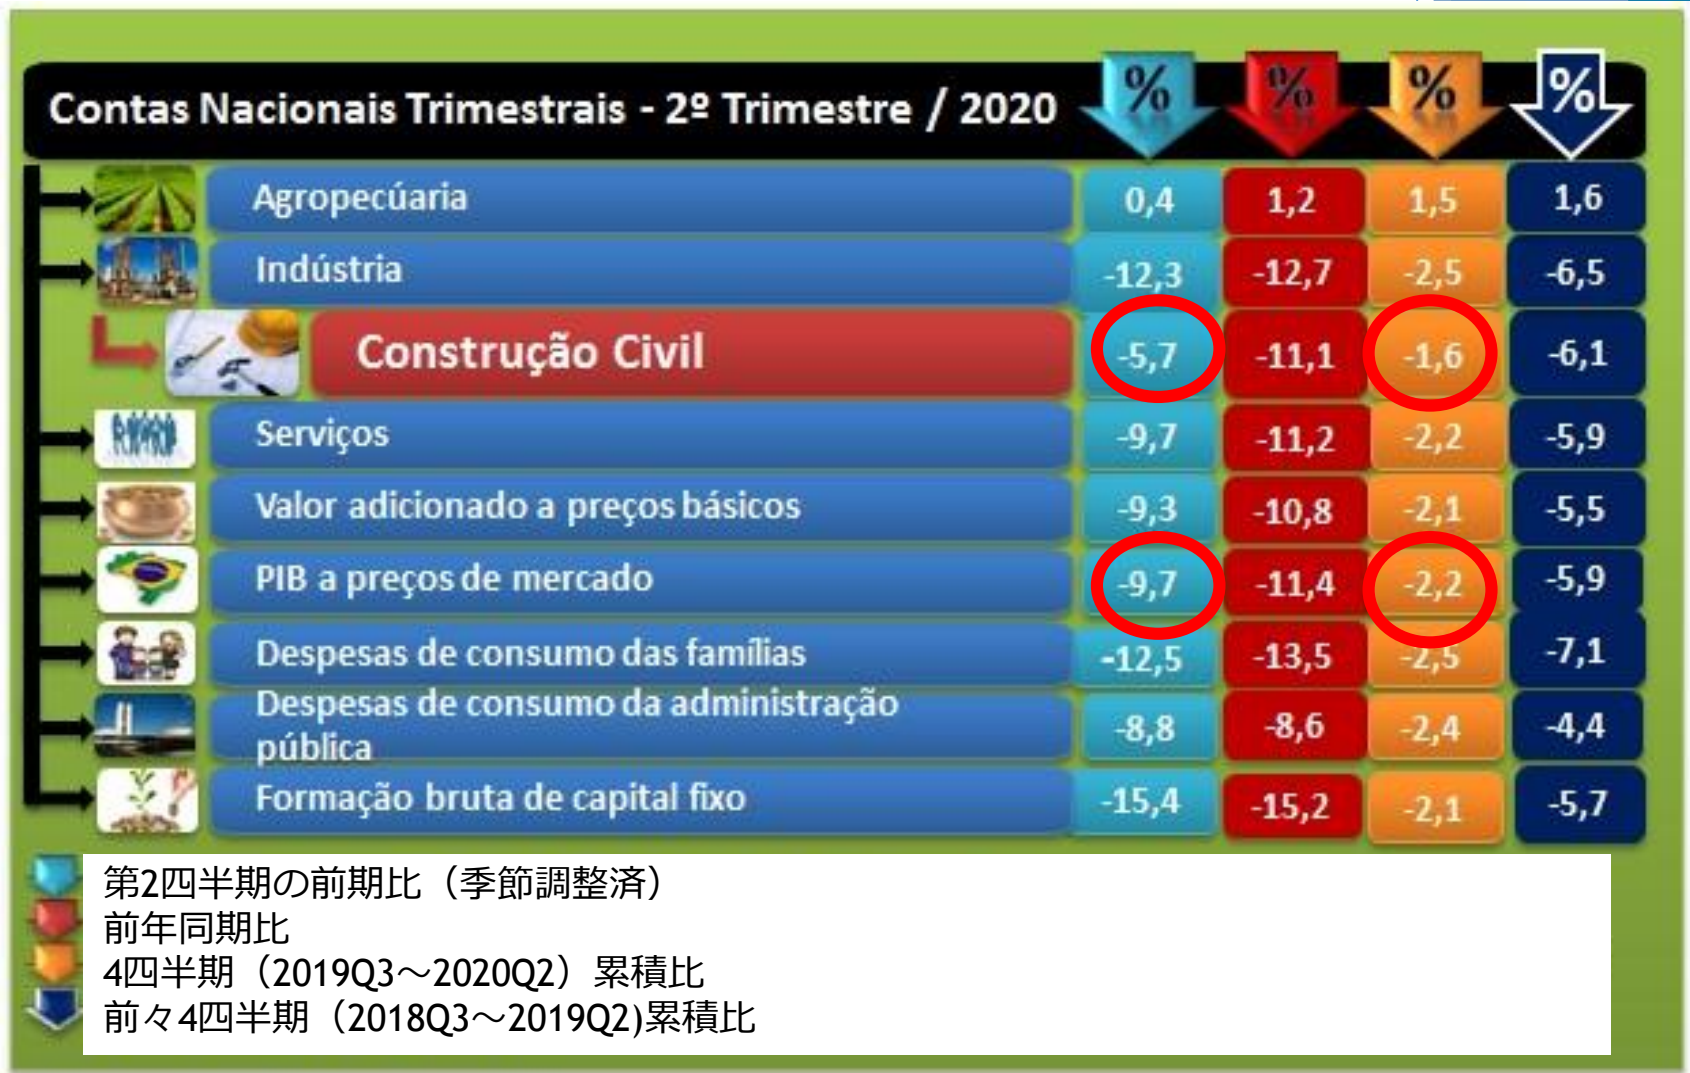 Contas Nacionais Trimestrais - 2º Trimestre / 2020 % % % %
Agropecúaria 0,4 1,2 1,5 1,6
Indústria -12,3 -12,7 -2,5 -6,5
Construção Civil -5,7 -11,1 -1,6 -6,1
Serviços -9,7 -11,2 -2,2 -5,9
Valor adicionado a preços básicos -9,3 -10,8 -2,1 -5,5
PIB a preços de mercado -9,7 -11,4 -2,2 -5,9
Despesas de consumo das famílias -12,5 -13,5 -2,5 -7,1
Despesas de consumo da administração
pública -8,8 -8,6 -2,4 -4,4
Formação bruta de capital fixo -15,4 -15,2 -2,1 -5,7
第2四半期の前期比（季節調整済）
前年同期比
4四半期（2019Q3～2020Q2）累積比
前々4四半期（2018Q3～2019Q2)累積比